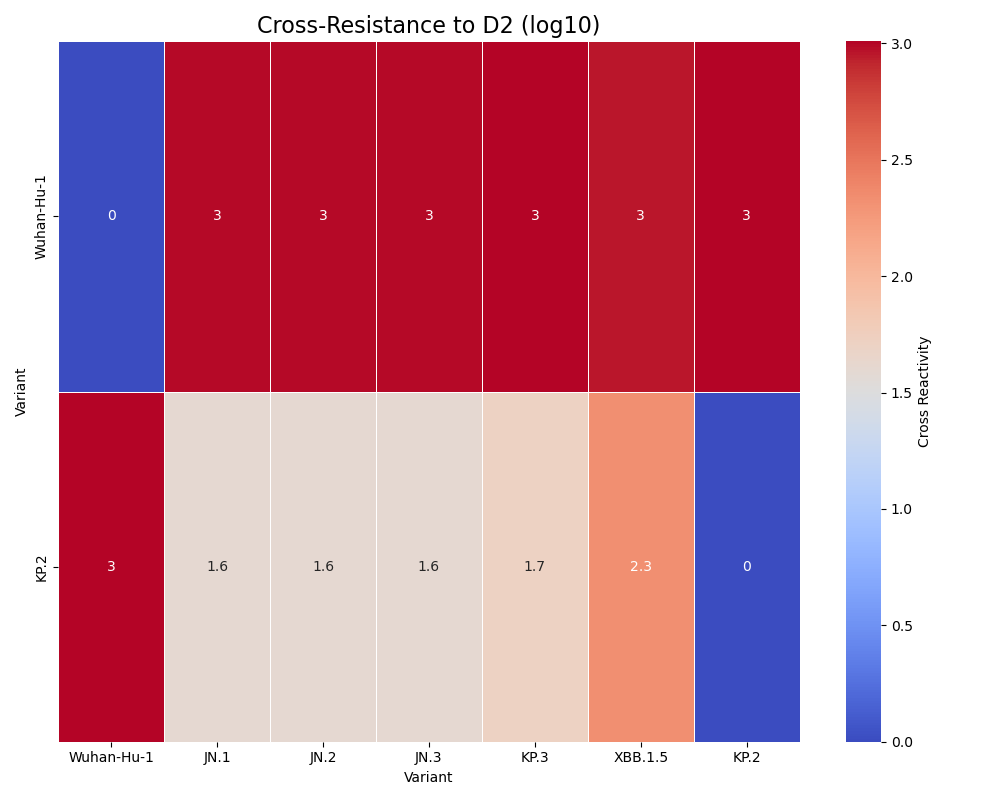 Cross-Resistance to D2 (log10)
Wuhan-Hu-1
0 3 3 3 3 3 3
Variant
KP.2
3 1.6 1.6 1.6 1.7 2.3 0
Wuhan-Hu-1 JN.1 JN.2 JN.3 KP.3 XBB.1.5 KP.2
Variant
3.0
2.5
2.0
1.5
1.0
0.5
0.0
Cross Reactivity